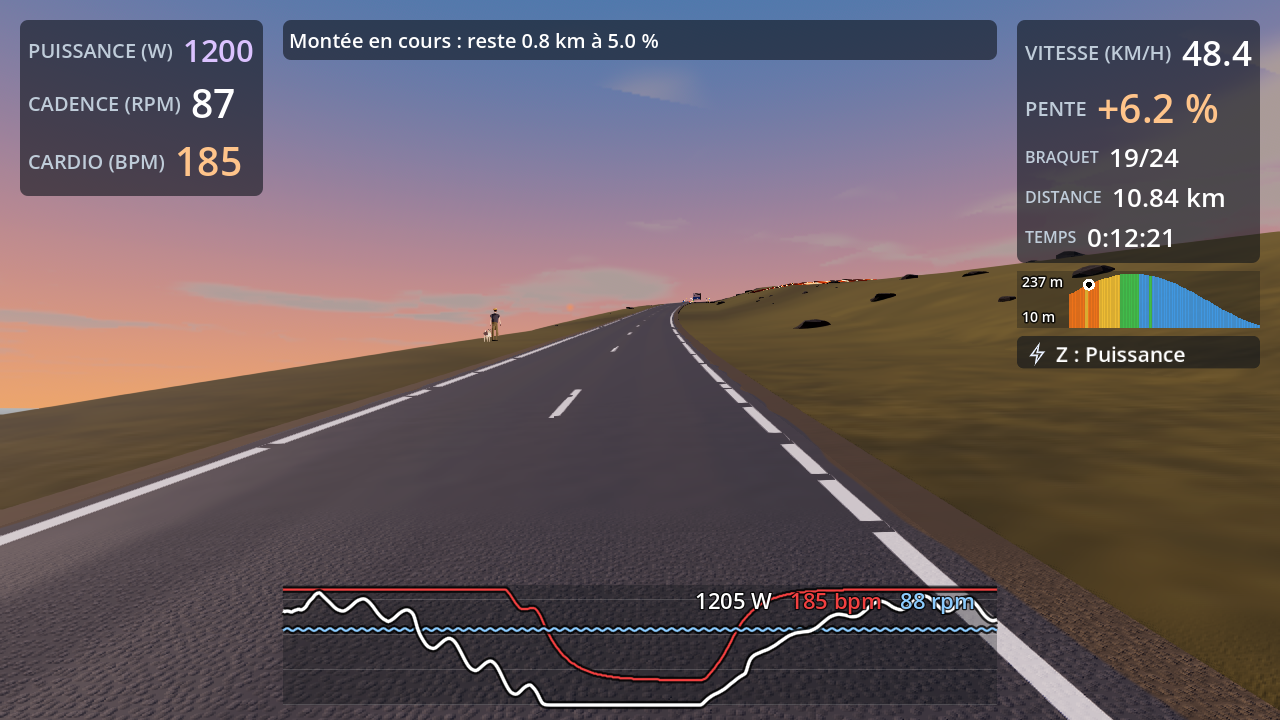 PUISSANCE (W) 1200
CADENCE (RPM) 87
CARDIO (BPM) 185
Montée en cours : reste 0.8 km à 5.0 %
VITESSE (KM/H) 48.4
PENTE +6.2 %
BRAQUET 19/24
DISTANCE 10.84 km
TEMPS 0:12:21
237 m
10 m
Z : Puissance
1205 W 185 bpm 88 rpm